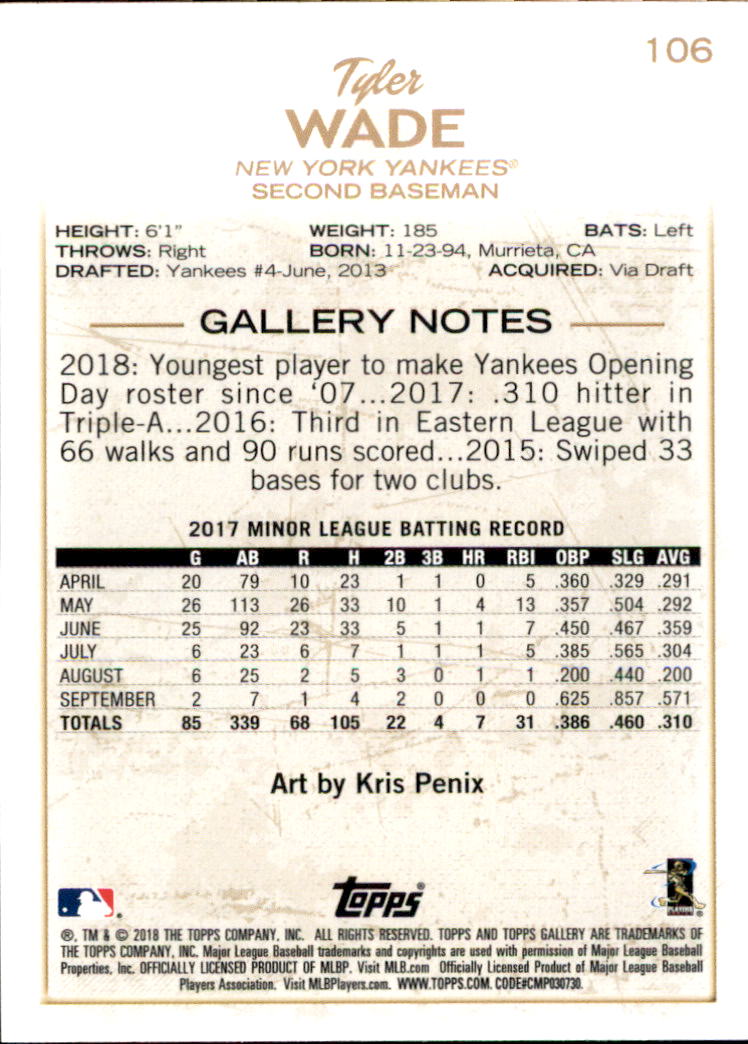 106
Tyler
WADE
NEW YORK YANKEES®
SECOND BASEMAN
HEIGHT: 6'1" WEIGHT: 185 BATS: Left
THROWS: Right BORN: 11-23-94, Murrieta, CA
DRAFTED: Yankees #4-June, 2013 ACQUIRED: Via Draft
GALLERY NOTES
2018: Youngest player to make Yankees Opening
Day roster since ‘07...2017: .310 hitter in
Triple-A...2016: Third in Eastern League with
66 walks and 90 runs scored...2015: Swiped 33
bases for two clubs.
2017 MINOR LEAGUE BATTING RECORD
G AB R H 2B 3B HR RBI OBP SLG AVG
APRIL 20 79 10 23 1 1 0 5 .360 .329 .291
MAY 26 113 26 33 10 1 4 13 .357 .504 .292
JUNE 25 92 23 33 5 1 1 7 .450 .467 .359
JULY 6 23 6 7 1 1 1 5 .385 .565 .304
AUGUST 6 25 2 5 3 0 1 1 .200 .440 .200
SEPTEMBER 2 7 1 4 2 0 0 0 .625 .857 .571
TOTALS 85 339 68 105 22 4 7 31 .386 .460 .310
Art by Kris Penix
topps®
PLAYERS
®, TM & © 2018 THE TOPPS COMPANY, INC. ALL RIGHTS RESERVED. TOPPS AND TOPPS GALLERY ARE TRADEMARKS OF
THE TOPPS COMPANY, INC. Major League Baseball trademarks and copyrights are used with permission of Major League Baseball
Properties, Inc. OFFICIALLY LICENSED PRODUCT OF MLBP. Visit MLB.com Officially Licensed Product of Major League Baseball
Players Association. Visit MLBPlayers.com. WWW.TOPPS.COM. CODE#CMP030730.